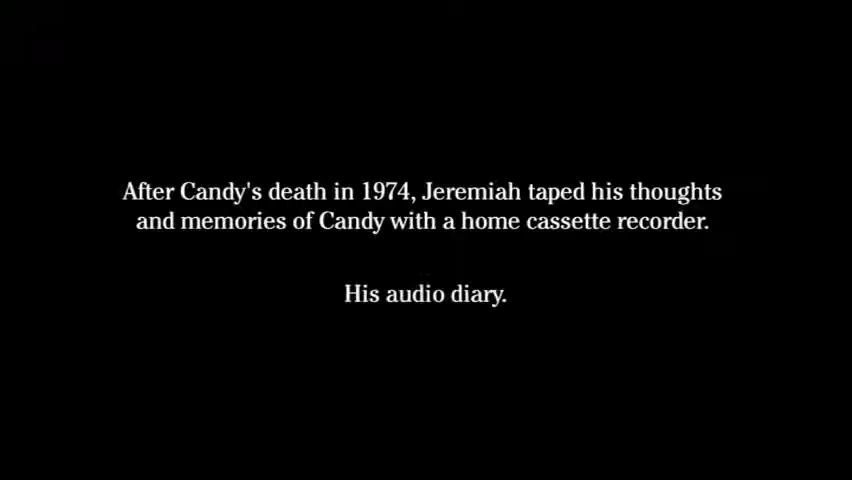 After Candy's death in 1974, Jeremiah taped his thoughts
and memories of Candy with a home cassette recorder.
His audio diary.